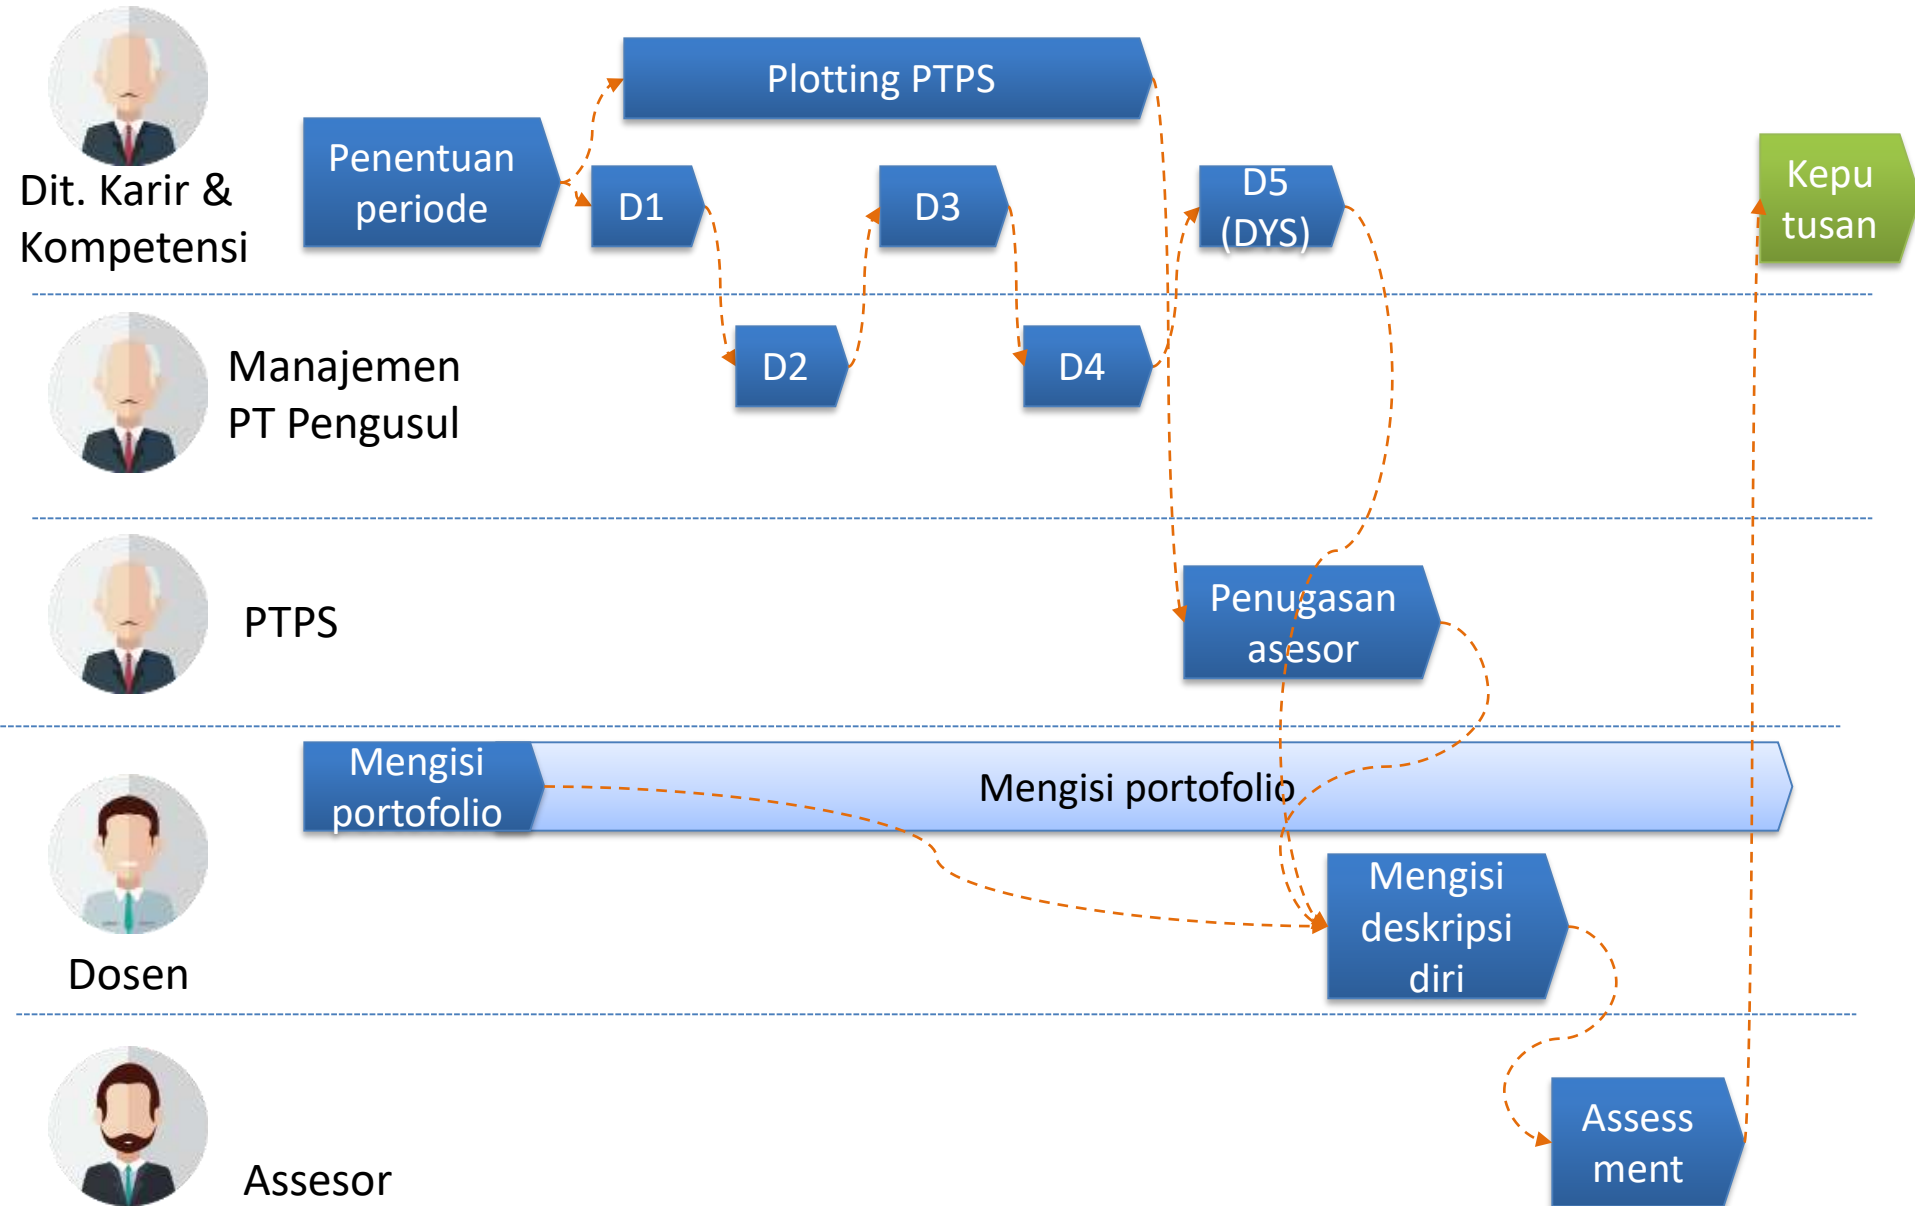 Plotting PTPS
Penentuan
periode
D1
D3
D5
(DYS)
Kepu
tusan
Dit. Karir &
Kompetensi
Manajemen
PT Pengusul
D2
D4
PTPS
Penugasan
asesor
Mengisi
portofolio
Mengisi portofolio
Mengisi
deskripsi
diri
Dosen
Assess
ment
Assesor